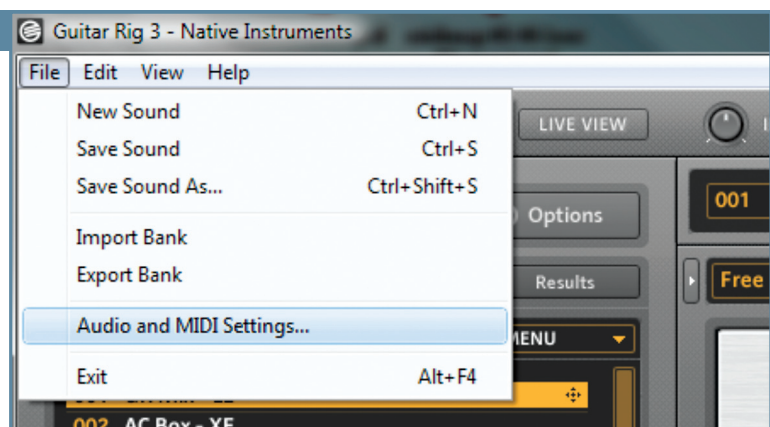 Guitar Rig 3 - Native Instruments
File Edit View Help
New Sound Ctrl+N
Save Sound Ctrl+S
Save Sound As... Ctrl+Shift+S
Import Bank
Export Bank
Audio and MIDI Settings...
Exit Alt+F4
LIVE VIEW
Options
001
Results
Free
MENU
002 AC Box - XF